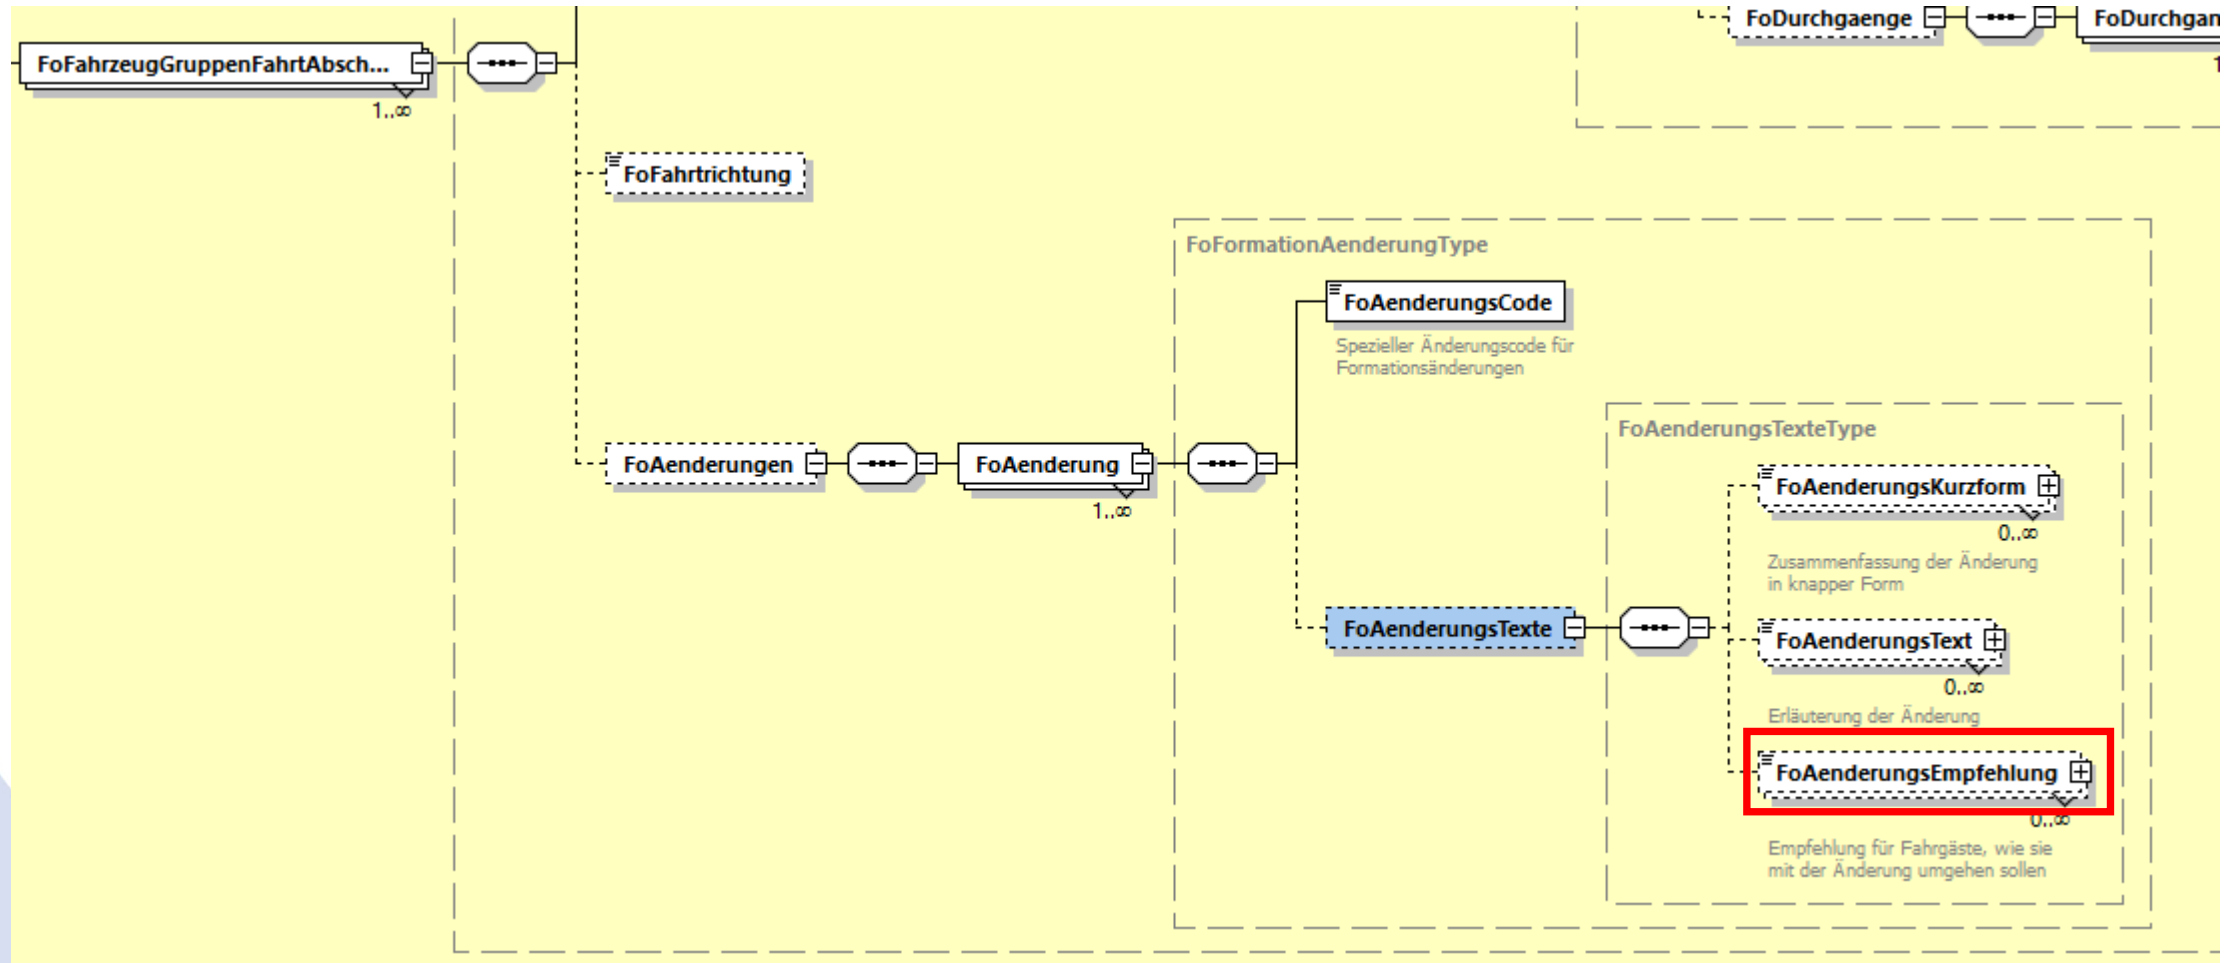 FoDurchgaenge
FoDurchgan
1
FoFahrzeugGruppenFahrtAbsch...
1..∞
FoFahrtrichtung
FoFormationAenderungType
FoAenderungsCode
Spezieller Änderungscode für
Formationsänderungen
FoAenderungsTexteType
FoAenderungen
FoAenderung
1..∞
FoAenderungsKurzform
0..∞
Zusammenfassung der Änderung
in knapper Form
FoAenderungsTexte
FoAenderungsText
0..∞
Erläuterung der Änderung
FoAenderungsEmpfehlung
0..∞
Empfehlung für Fahrgäste, wie sie
mit der Änderung umgehen sollen